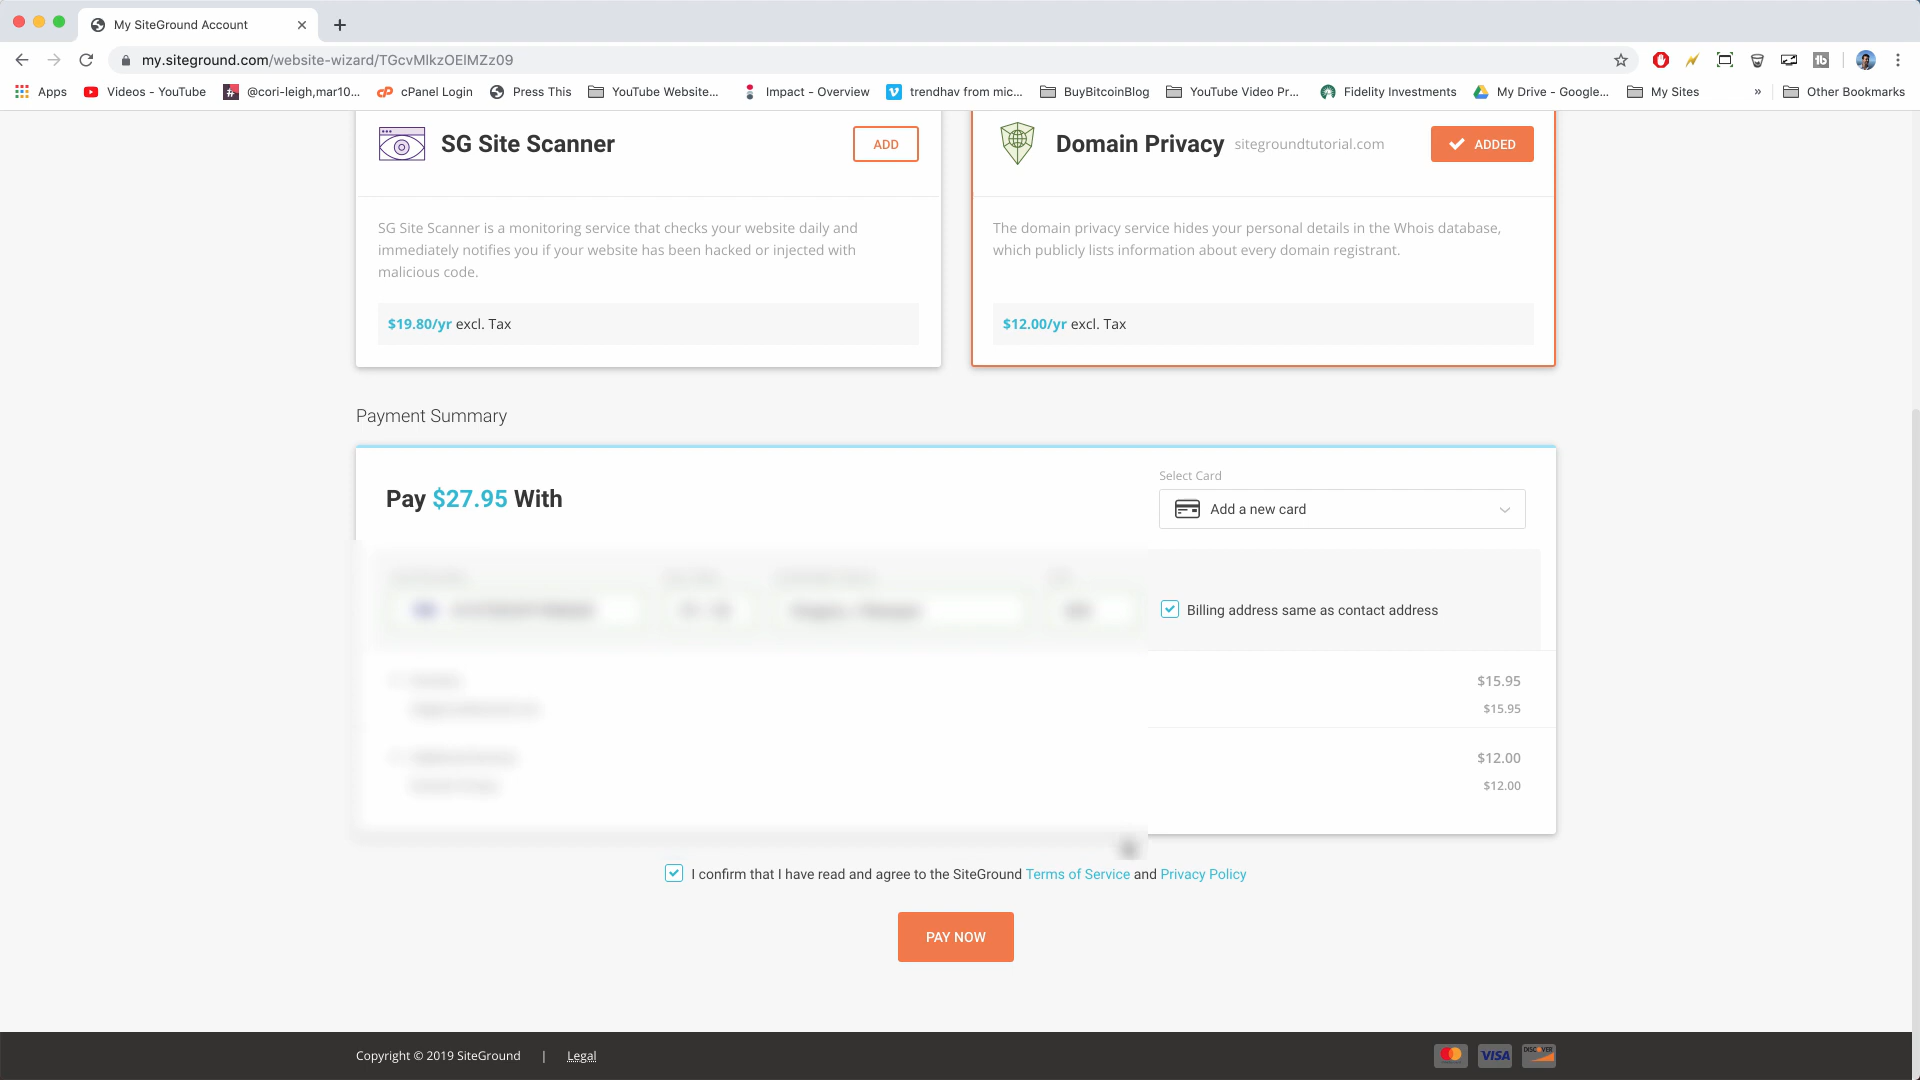 My SiteGround Account
my.siteground.com/website-wizard/TGcvMlkzOElMZz09
Apps Videos - YouTube @cori-leigh,mar10... cPanel Login Press This YouTube Website... Impact - Overview trendhav from mic... BuyBitcoinBlog YouTube Video Pr... Fidelity Investments My Drive - Google... My Sites » Other Bookmarks
SG Site Scanner ADD
SG Site Scanner is a monitoring service that checks your website daily and
immediately notifies you if your website has been hacked or injected with
malicious code.
$19.80/yr excl. Tax
Domain Privacy sitegroundtutorial.com ADDED
The domain privacy service hides your personal details in the Whois database,
which publicly lists information about every domain registrant.
$12.00/yr excl. Tax
Payment Summary
Pay $27.95 With
Select Card
Add a new card
Billing address same as contact address
$15.95
$15.95
$12.00
$12.00
I confirm that I have read and agree to the SiteGround Terms of Service and Privacy Policy
PAY NOW
Copyright © 2019 SiteGround | Legal
VISA
DISCOVER